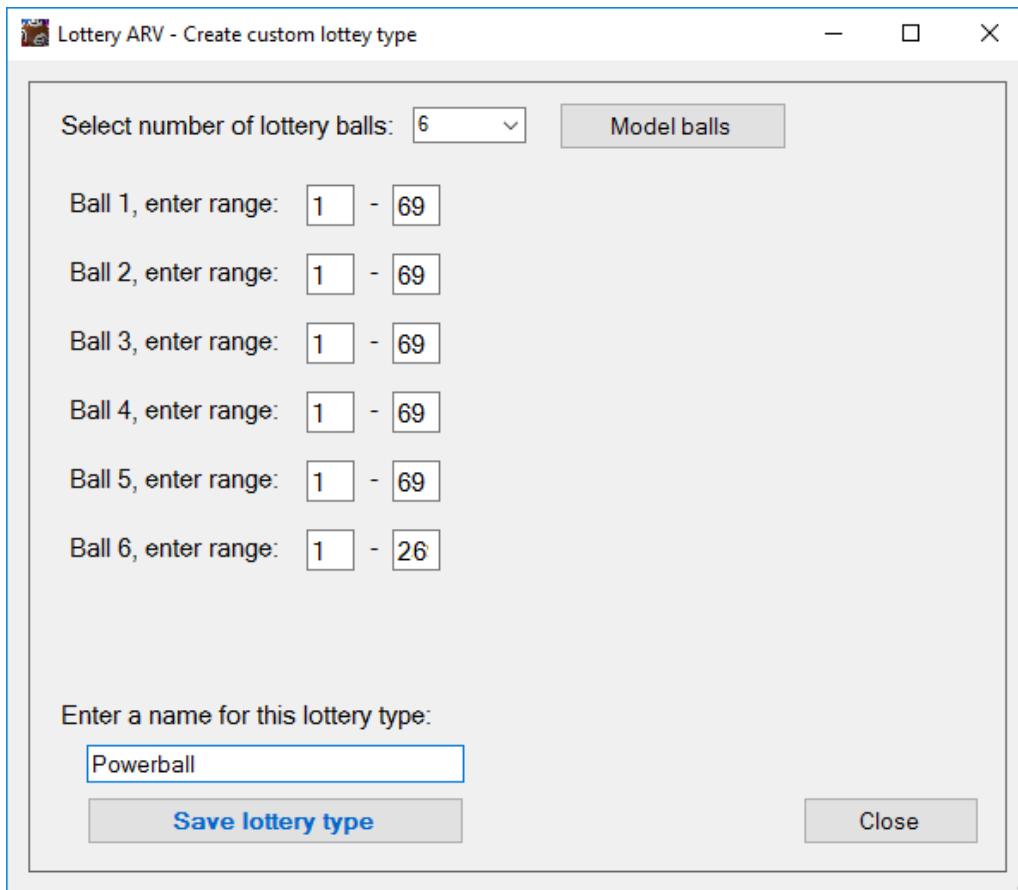 Lottery ARV - Create custom lottey type
Select number of lottery balls: 6 Model balls
Ball 1, enter range: 1 - 69
Ball 2, enter range: 1 - 69
Ball 3, enter range: 1 - 69
Ball 4, enter range: 1 - 69
Ball 5, enter range: 1 - 69
Ball 6, enter range: 1 - 26
Enter a name for this lottery type:
Powerball
Save lottery type Close